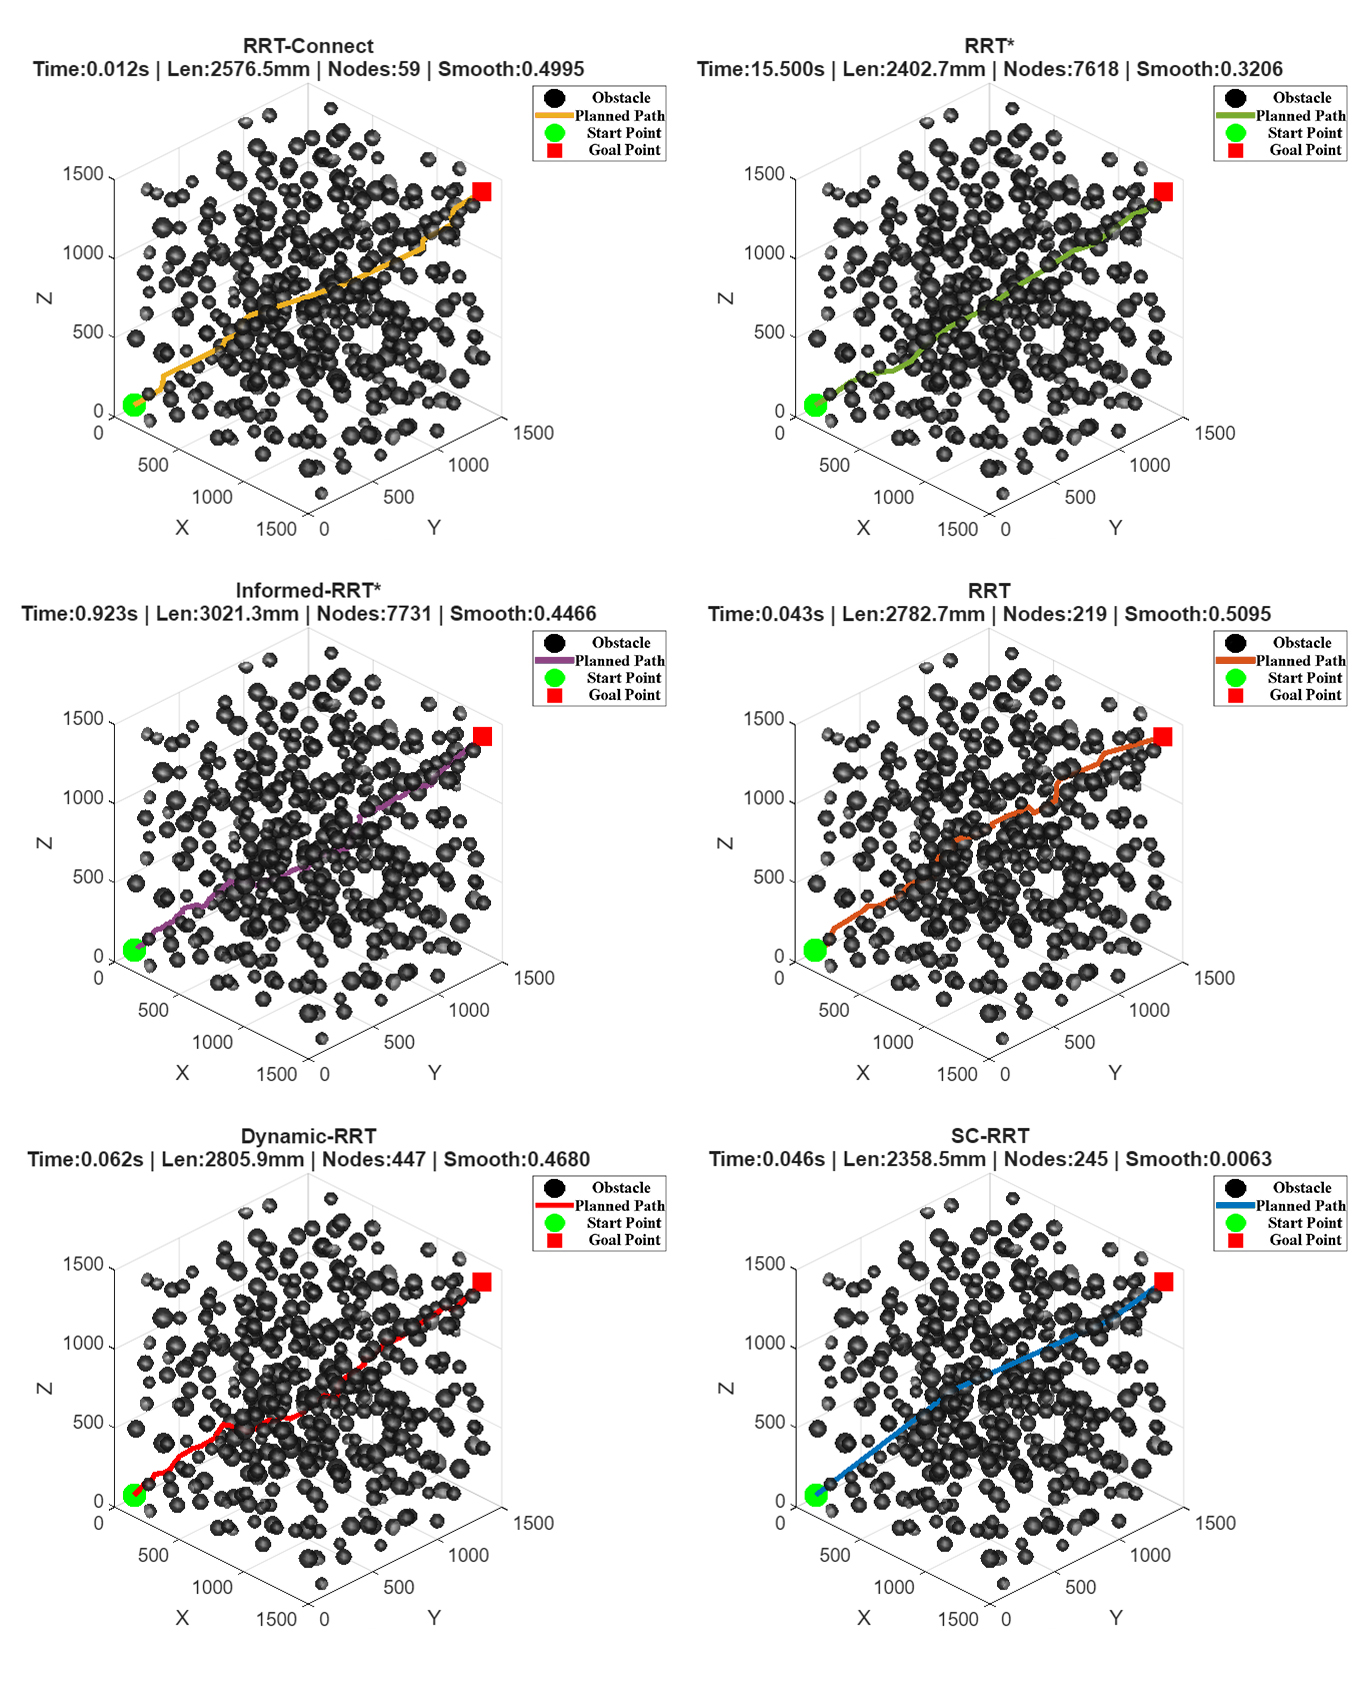 RRT-Connect
Time:0.012s | Len:2576.5mm | Nodes:59 | Smooth:0.4995
Obstacle
Planned Path
Start Point
Goal Point
1500
1000
500
0
Z
0
500
1000
1500
X
0
500
1000
1500
Y
RRT*
Time:15.500s | Len:2402.7mm | Nodes:7618 | Smooth:0.3206
Obstacle
Planned Path
Start Point
Goal Point
1500
1000
500
0
Z
0
500
1000
1500
X
0
500
1000
1500
Y
Informed-RRT*
Time:0.923s | Len:3021.3mm | Nodes:7731 | Smooth:0.4466
Obstacle
Planned Path
Start Point
Goal Point
1500
1000
500
0
Z
0
500
1000
1500
X
0
500
1000
1500
Y
RRT
Time:0.043s | Len:2782.7mm | Nodes:219 | Smooth:0.5095
Obstacle
Planned Path
Start Point
Goal Point
1500
1000
500
0
Z
0
500
1000
1500
X
0
500
1000
1500
Y
Dynamic-RRT
Time:0.062s | Len:2805.9mm | Nodes:447 | Smooth:0.4680
Obstacle
Planned Path
Start Point
Goal Point
1500
1000
500
0
Z
0
500
1000
1500
X
0
500
1000
1500
Y
SC-RRT
Time:0.046s | Len:2358.5mm | Nodes:245 | Smooth:0.0063
Obstacle
Planned Path
Start Point
Goal Point
1500
1000
500
0
Z
0
500
1000
1500
X
0
500
1000
1500
Y